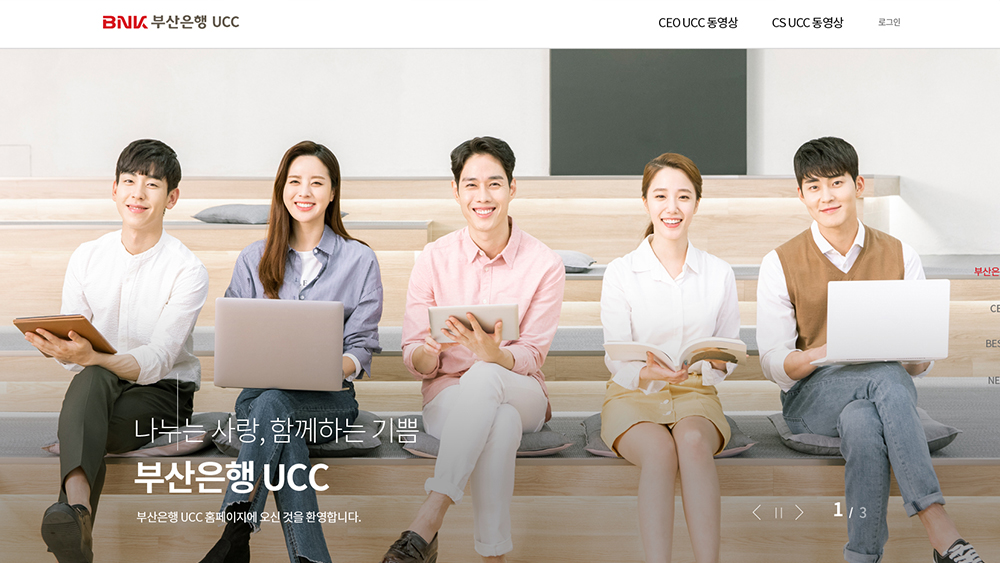 BNK 부산은행 UCC
CEO UCC 동영상
CS UCC 동영상
로그인
부산은
CE
BES
NE
나누는 사랑, 함께하는 기쁨
부산은행 UCC
부산은행 UCC 홈페이지에 오신 것을 환영합니다.
1 / 3